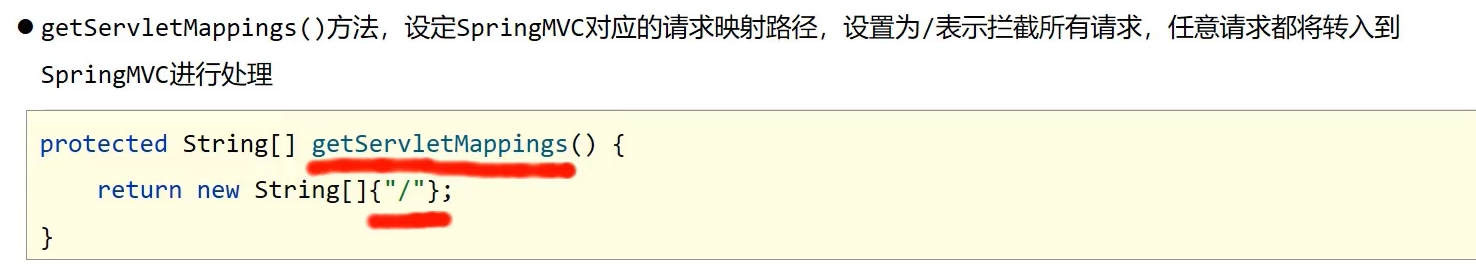 ● getServletMappings()方法，设定SpringMVC对应的请求映射路径，设置为/表示拦截所有请求，任意请求都将转入到
SpringMVC进行处理
protected String[] getServletMappings() {
    return new String[]{"/"};
}